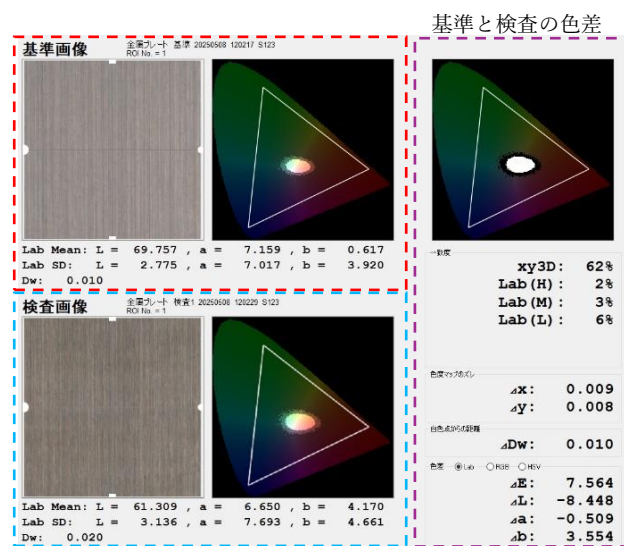 基準と検査の色差
基準画像
金属プレート 基準 20250508 120217 S123
ROI No. = 1
Lab Mean: L = 69.757 , a = 7.159 , b = 0.617
Lab SD: L = 2.775 , a = 7.017 , b = 3.920
Dw: 0.010
検査画像
金属プレート 検査1 20250508 120229 S123
ROI No. = 1
Lab Mean: L = 61.309 , a = 6.650 , b = 4.170
Lab SD: L = 3.136 , a = 7.693 , b = 4.661
Dw: 0.020
一致度
xy3D: 62%
Lab(H): 2%
Lab(M): 3%
Lab(L): 6%
色度マップのズレ
⊿x: 0.009
⊿y: 0.008
白色点からの距離
⊿Dw: 0.010
色差 Lab RGB HSV
⊿E: 7.564
⊿L: -8.448
⊿a: -0.509
⊿b: 3.554